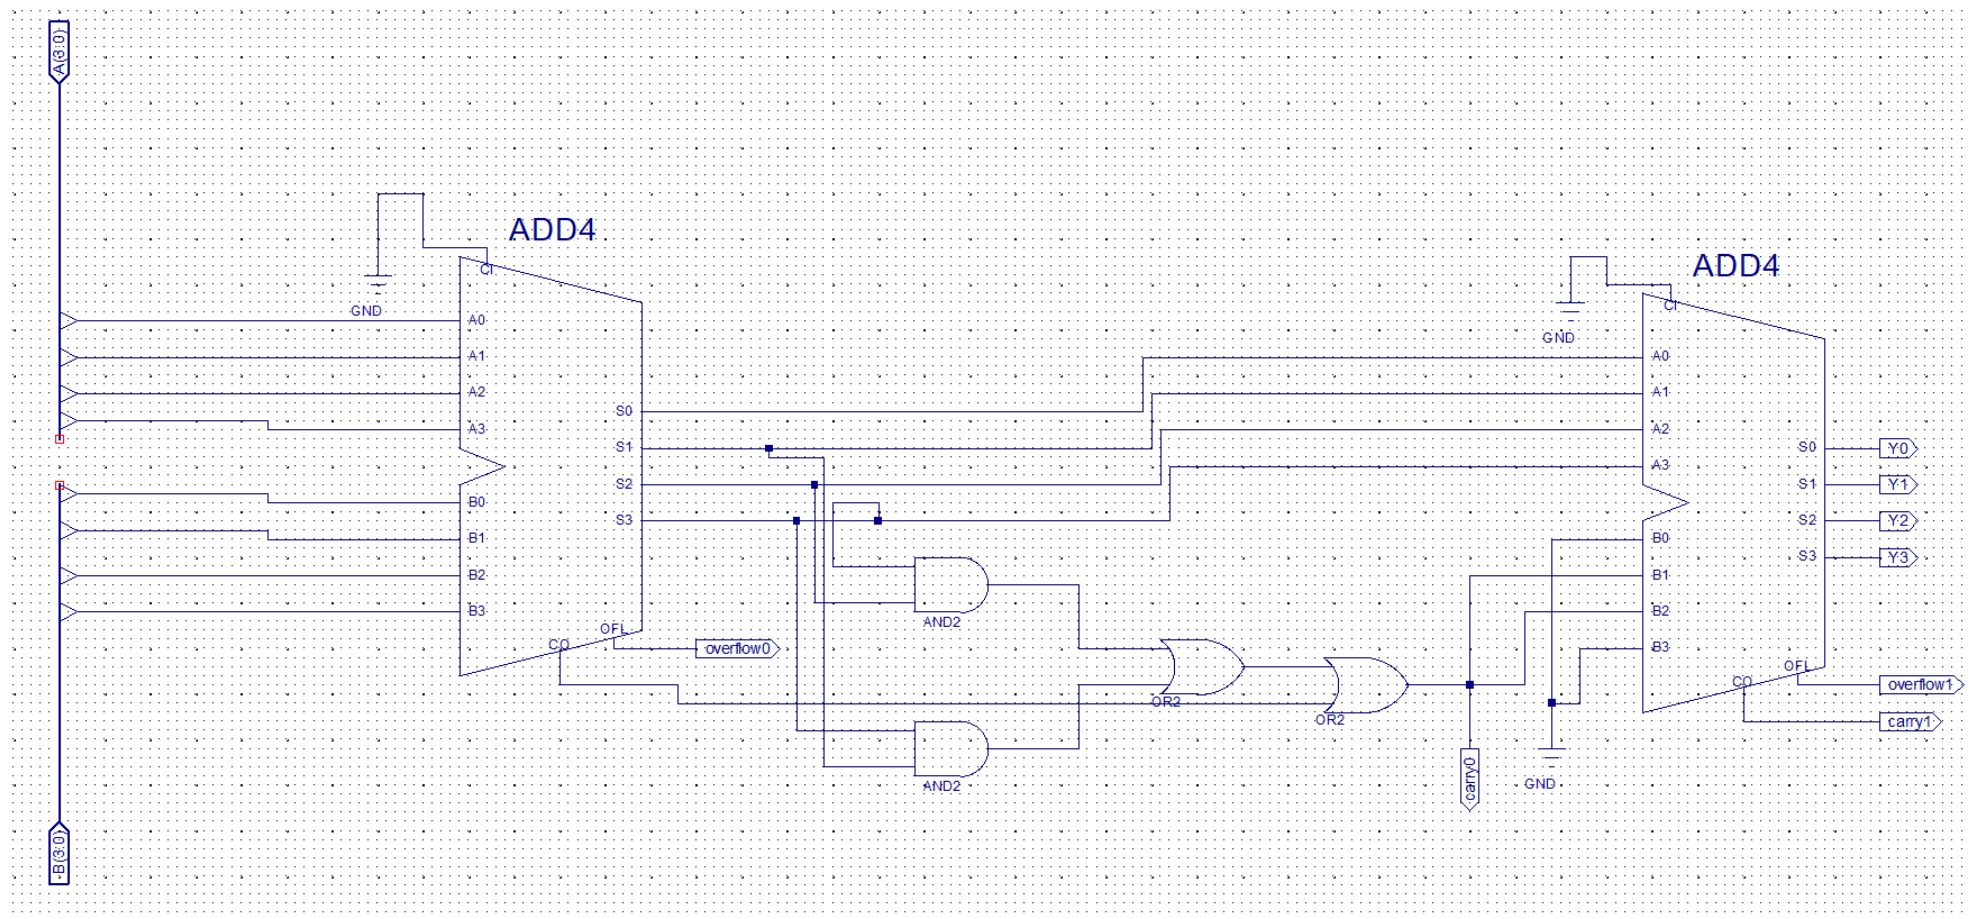 A(3:0)
ADD4
CI
GND
A0
A1
A2
A3
B0
B1
B2
B3
S0
S1
S2
S3
CO
OFL
overflow0
AND2
AND2
OR2
OR2
carry0
GND
ADD4
CI
GND
A0
A1
A2
A3
B0
B1
B2
B3
S0
S1
S2
S3
Y0
Y1
Y2
Y3
CO
OFL
overflow1
carry1
B(3:0)